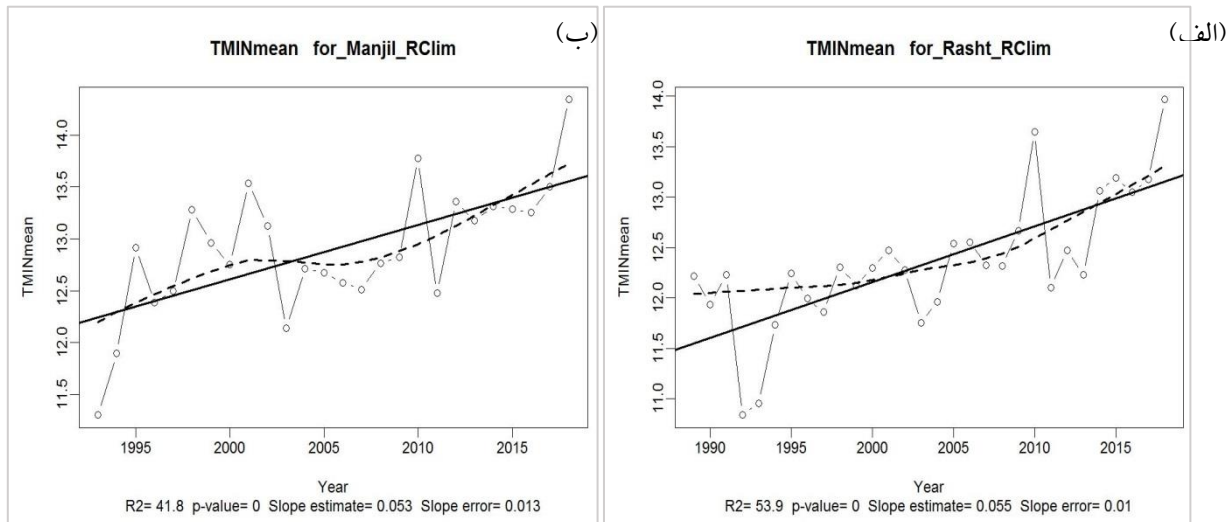 (الف)
TMINmean for_Rasht_RClim
TMINmean
14.0
13.5
13.0
12.5
12.0
11.5
11.0
1990 1995 2000 2005 2010 2015
Year
R2= 53.9 p-value= 0 Slope estimate= 0.055 Slope error= 0.01
(ب)
TMINmean for_Manjil_RClim
TMINmean
14.0
13.5
13.0
12.5
12.0
11.5
1995 2000 2005 2010 2015
Year
R2= 41.8 p-value= 0 Slope estimate= 0.053 Slope error= 0.013